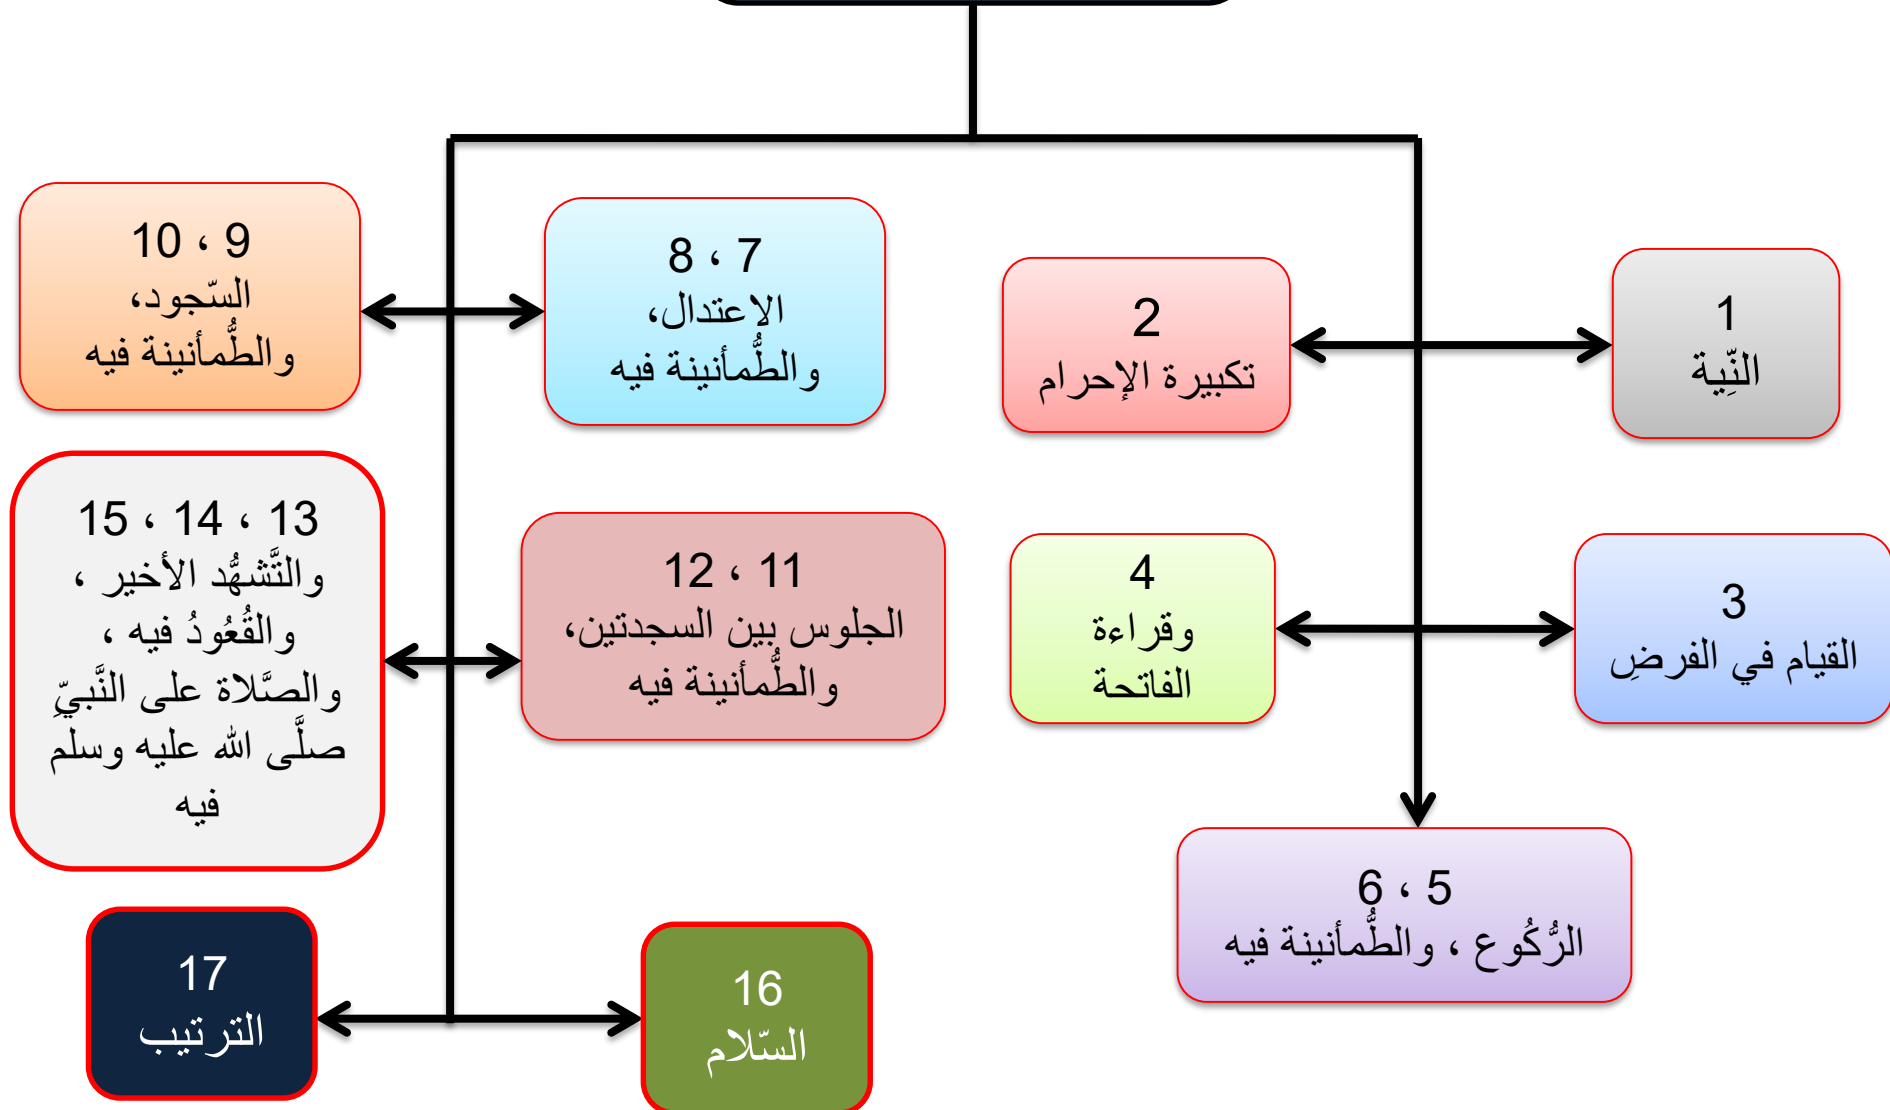 1
النّيِة
2
تكبيرة الإحرام
3
القيام في الفرضِ
4
وقراءة
الفاتحة
5 ، 6
الرُّكُوع ، والطُّمأنينة فيه
7 ، 8
الاعتدال،
والطُّمأنينة فيه
9 ، 10
السّجود،
والطُّمأنينة فيه
11 ، 12
الجلوس بين السجدتين،
والطُّمأنينة فيه
13 ، 14 ، 15
والتَّشهُّد الأخير ،
والقُعُودُ فيه ،
والصَّلاة على النَّبيِّ
صلَّى الله عليه وسلم
فيه
16
السّلام
17
الترتيب